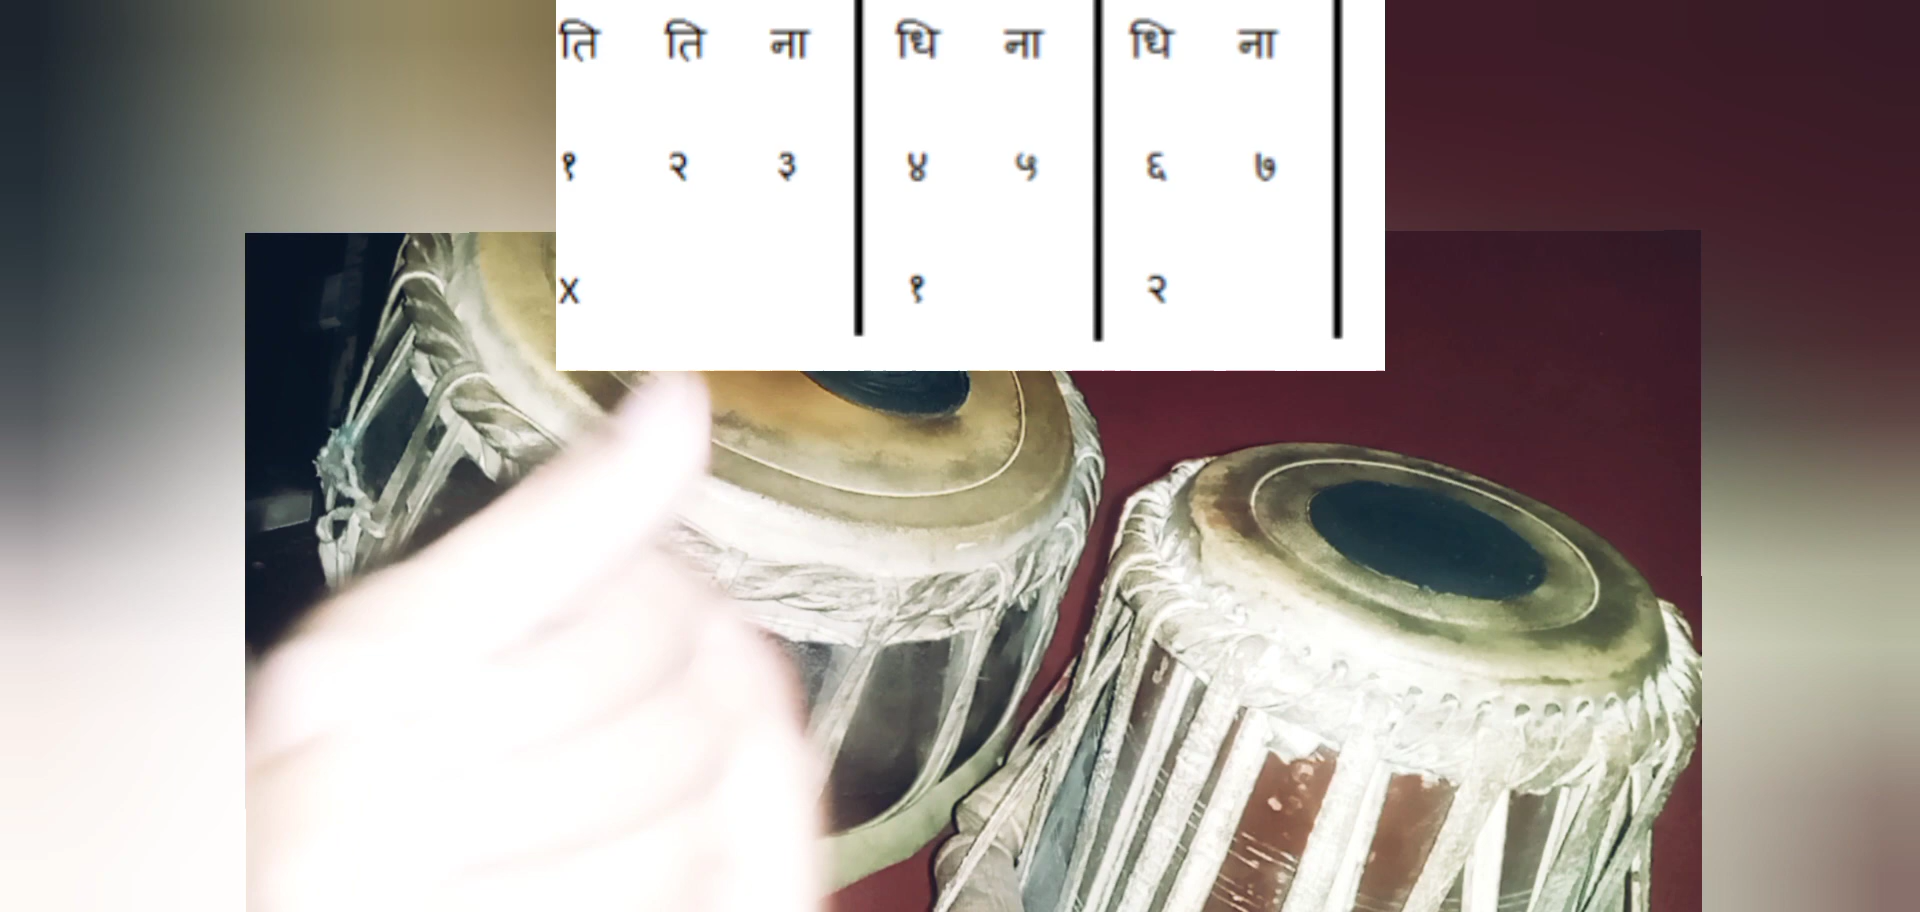 ति ति ना धि ना धि ना
१ २ ३ ४ ५ ६ ७
x १ २